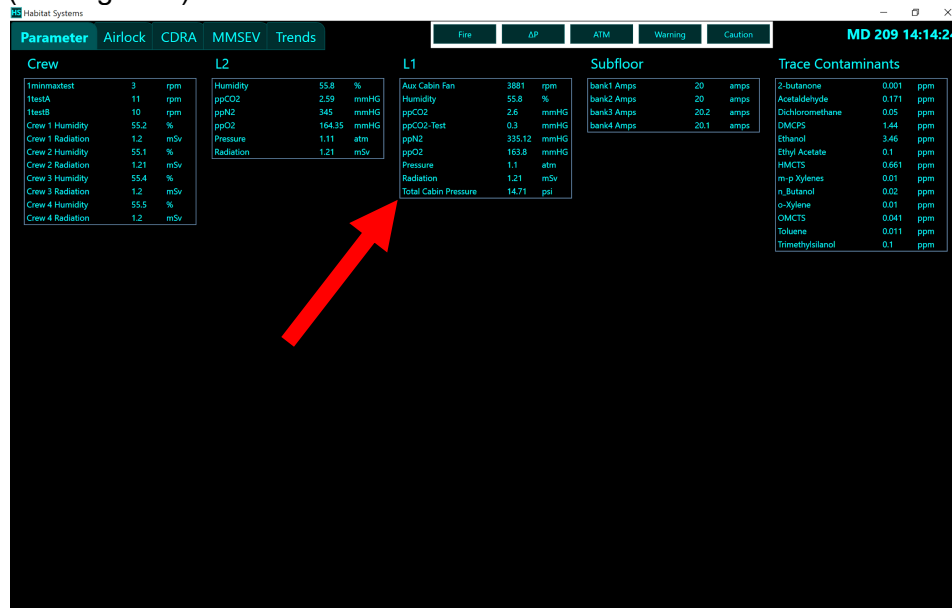 HS Habitat Systems
Parameter Airlock CDRA MMSEV Trends
Fire ΔP ATM Warning Caution
MD 209 14:14:24
Crew
1minmaxtest 3 rpm
1testA 11 rpm
1testB 10 rpm
Crew 1 Humidity 55.2 %
Crew 1 Radiation 1.2 mSv
Crew 2 Humidity 55.1 %
Crew 2 Radiation 1.21 mSv
Crew 3 Humidity 55.4 %
Crew 3 Radiation 1.2 mSv
Crew 4 Humidity 55.5 %
Crew 4 Radiation 1.2 mSv
L2
Humidity 55.8 %
ppCO2 2.59 mmHG
ppN2 345 mmHG
ppO2 164.35 mmHG
Pressure 1.11 atm
Radiation 1.21 mSv
L1
Aux Cabin Fan 3881 rpm
Humidity 55.8 %
ppCO2 2.6 mmHG
ppCO2-Test 0.3 mmHG
ppN2 335.12 mmHG
ppO2 163.8 mmHG
Pressure 1.1 atm
Radiation 1.21 mSv
Total Cabin Pressure 14.71 psi
Subfloor
bank1 Amps 20 amps
bank2 Amps 20 amps
bank3 Amps 20.2 amps
bank4 Amps 20.1 amps
Trace Contaminants
2-butanone 0.001 ppm
Acetaldehyde 0.171 ppm
Dichloromethane 0.05 ppm
DMCPS 1.44 ppm
Ethanol 3.46 ppm
Ethyl Acetate 0.1 ppm
HMCTS 0.661 ppm
m-p Xylenes 0.01 ppm
n_Butanol 0.02 ppm
o-Xylene 0.01 ppm
OMCTS 0.041 ppm
Toluene 0.011 ppm
Trimethylsilanol 0.1 ppm